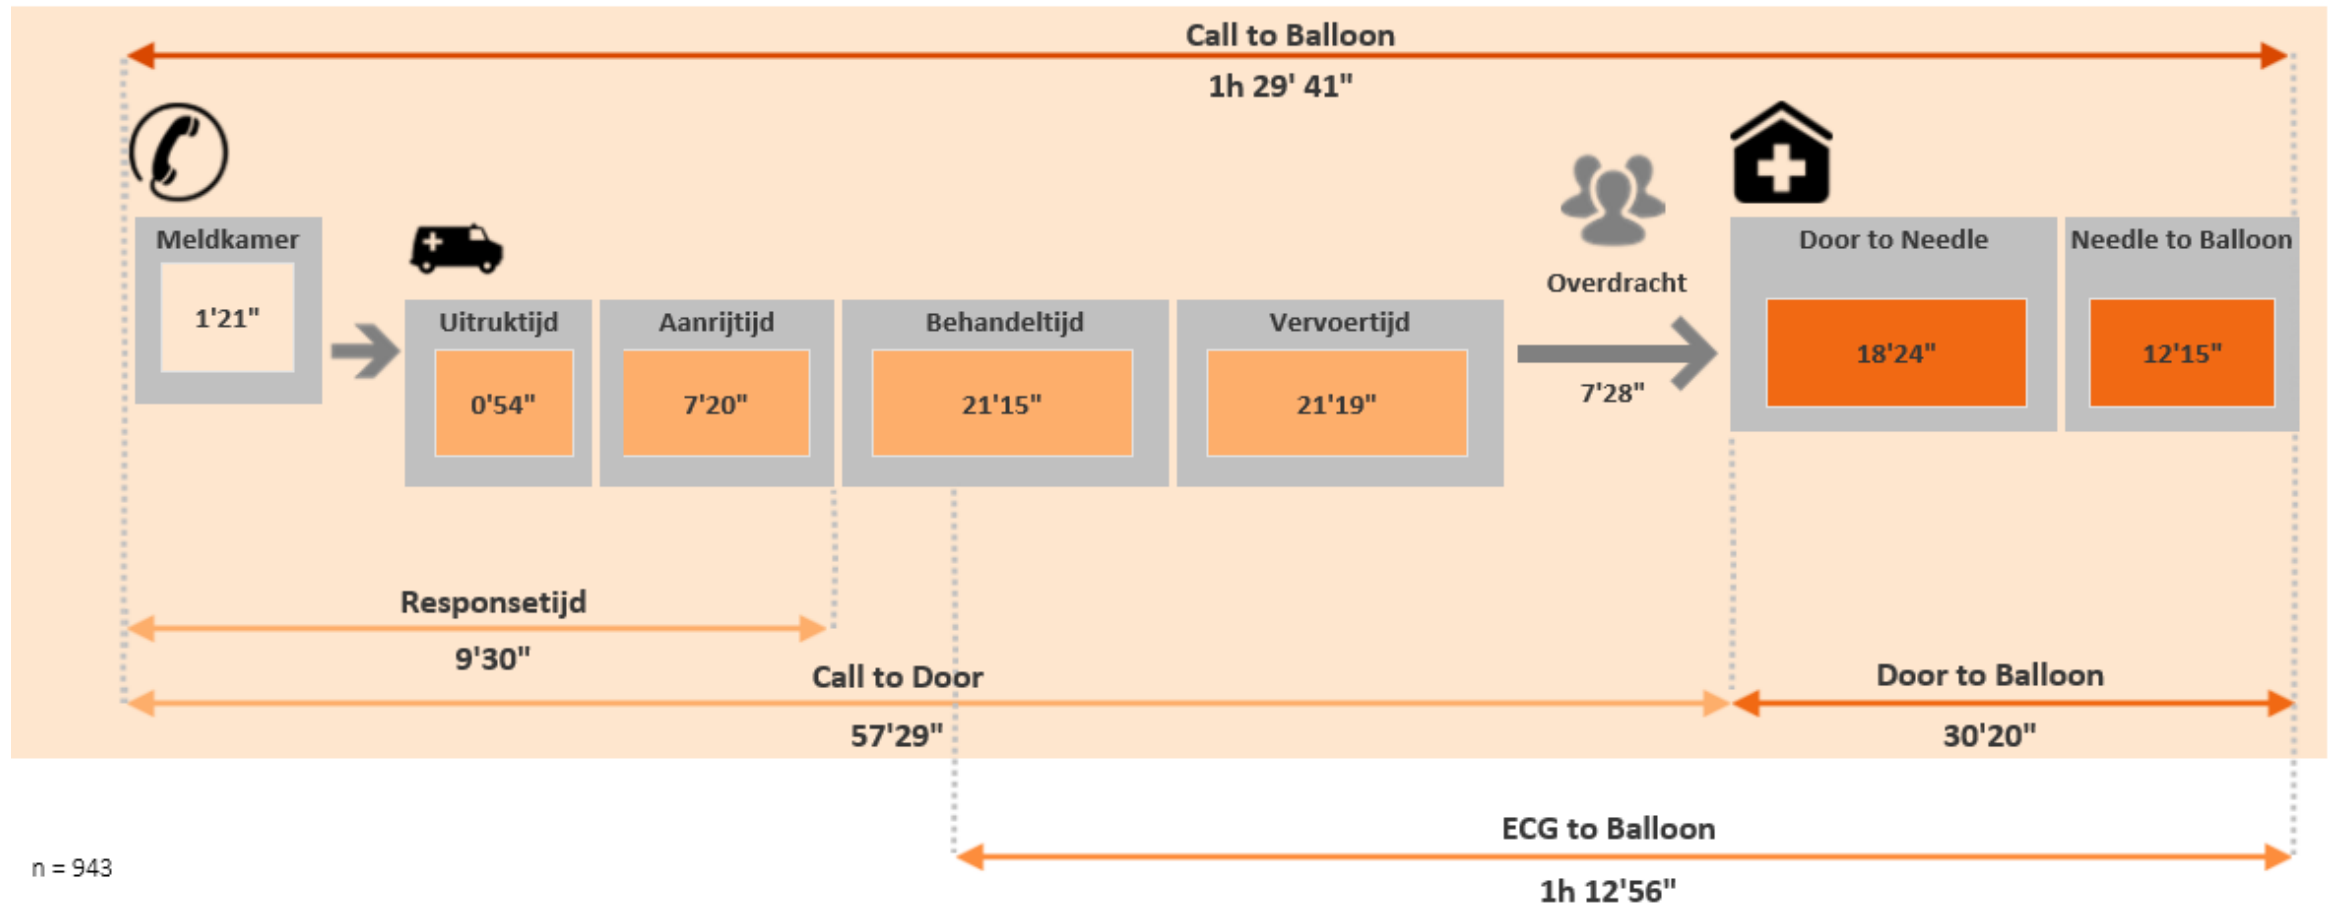 Call to Balloon
1h 29' 41"
Meldkamer
1'21"
Uitruktijd
0'54"
Aanrijtijd
7'20"
Behandeltijd
21'15"
Vervoertijd
21'19"
Overdracht
7'28"
Door to Needle
18'24"
Needle to Balloon
12'15"
Responsetijd
9'30"
Call to Door
57'29"
Door to Balloon
30'20"
ECG to Balloon
1h 12'56"
n = 943